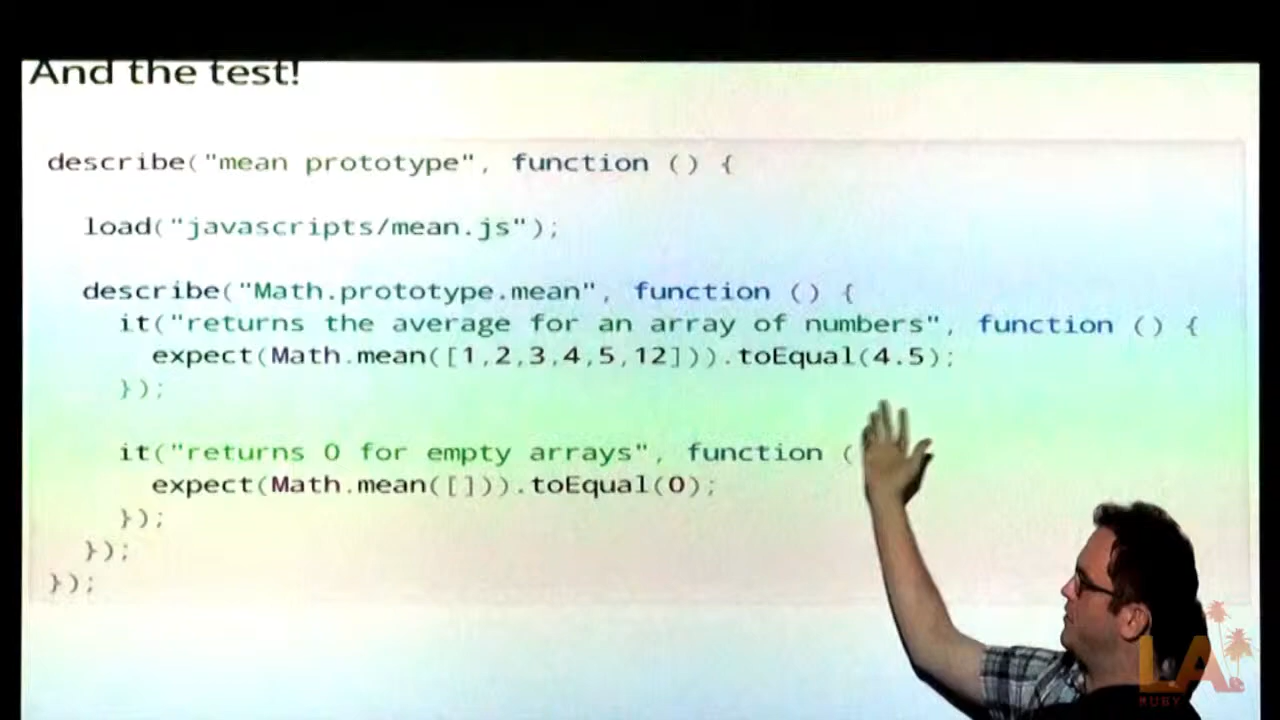 And the test!
describe("mean prototype", function () {
load("javascripts/mean.js");
describe("Math.prototype.mean", function () {
it("returns the average for an array of numbers", function () {
expect(Math.mean([1,2,3,4,5,12])).toEqual(4.5);
});
it("returns 0 for empty arrays", function (
expect(Math.mean([])).toEqual(0);
});
});
});
LA
RUBY